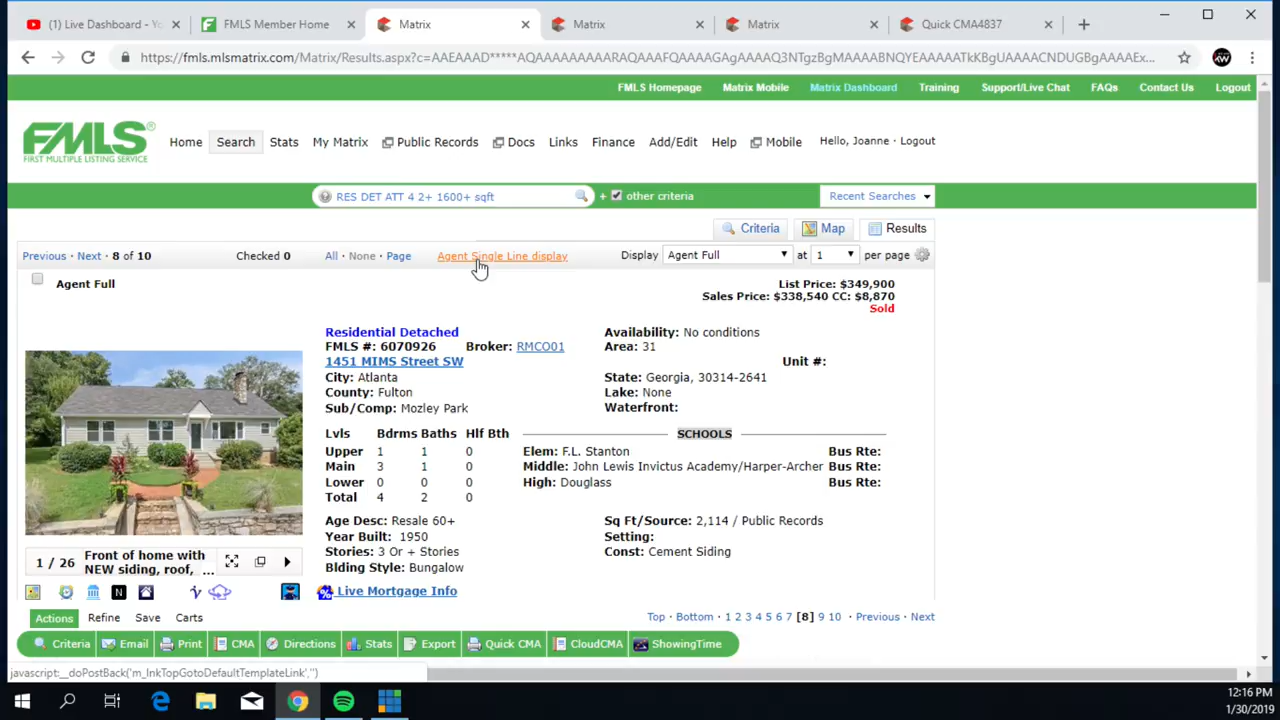 (1) Live Dashboard - Yo
FMLS Member Home
Matrix
Matrix
Matrix
Quick CMA4837
https://fmls.mlsmatrix.com/Matrix/Results.aspx?c=AAEAAAD*****AQAAAAAAAAARAQAAAFQAAAAGAgAAAAQ3NTgzBgMAAAABNQYEAAAAATkKBgUAAAACNDUGBgAAAAEx...
FMLS Homepage Matrix Mobile Matrix Dashboard Training Support/Live Chat FAQs Contact Us Logout
FMLS
FIRST MULTIPLE LISTING SERVICE
Home Search Stats My Matrix Public Records Docs Links Finance Add/Edit Help Mobile Hello, Joanne · Logout
RES DET ATT 4 2+ 1600+ sqft + other criteria Recent Searches
Criteria Map Results
Previous · Next · 8 of 10 Checked 0 All · None · Page Agent Single Line display Display Agent Full at 1 per page
Agent Full
List Price: $349,900
Sales Price: $338,540 CC: $8,870
Sold
Residential Detached Availability: No conditions
FMLS #: 6070926 Broker: RMCO01 Area: 31
1451 MIMS Street SW Unit #:
City: Atlanta State: Georgia, 30314-2641
County: Fulton Lake: None
Sub/Comp: Mozley Park Waterfront:
Lvls Bdrms Baths Hlf Bth SCHOOLS
Upper 1 1 0 Elem: F.L. Stanton Bus Rte:
Main 3 1 0 Middle: John Lewis Invictus Academy/Harper-Archer Bus Rte:
Lower 0 0 0 High: Douglass Bus Rte:
Total 4 2 0
Age Desc: Resale 60+ Sq Ft/Source: 2,114 / Public Records
Year Built: 1950 Setting:
Stories: 3 Or + Stories Const: Cement Siding
Blding Style: Bungalow
1 / 26 Front of home with
NEW siding, roof, ...
N
Live Mortgage Info
Actions Refine Save Carts Top · Bottom · 1 2 3 4 5 6 7 [8] 9 10 · Previous · Next
Criteria Email Print CMA Directions Stats Export Quick CMA CloudCMA ShowingTime
javascript:__doPostBack('m_lnkTopGotoDefaultTemplateLink','')
12:16 PM
1/30/2019